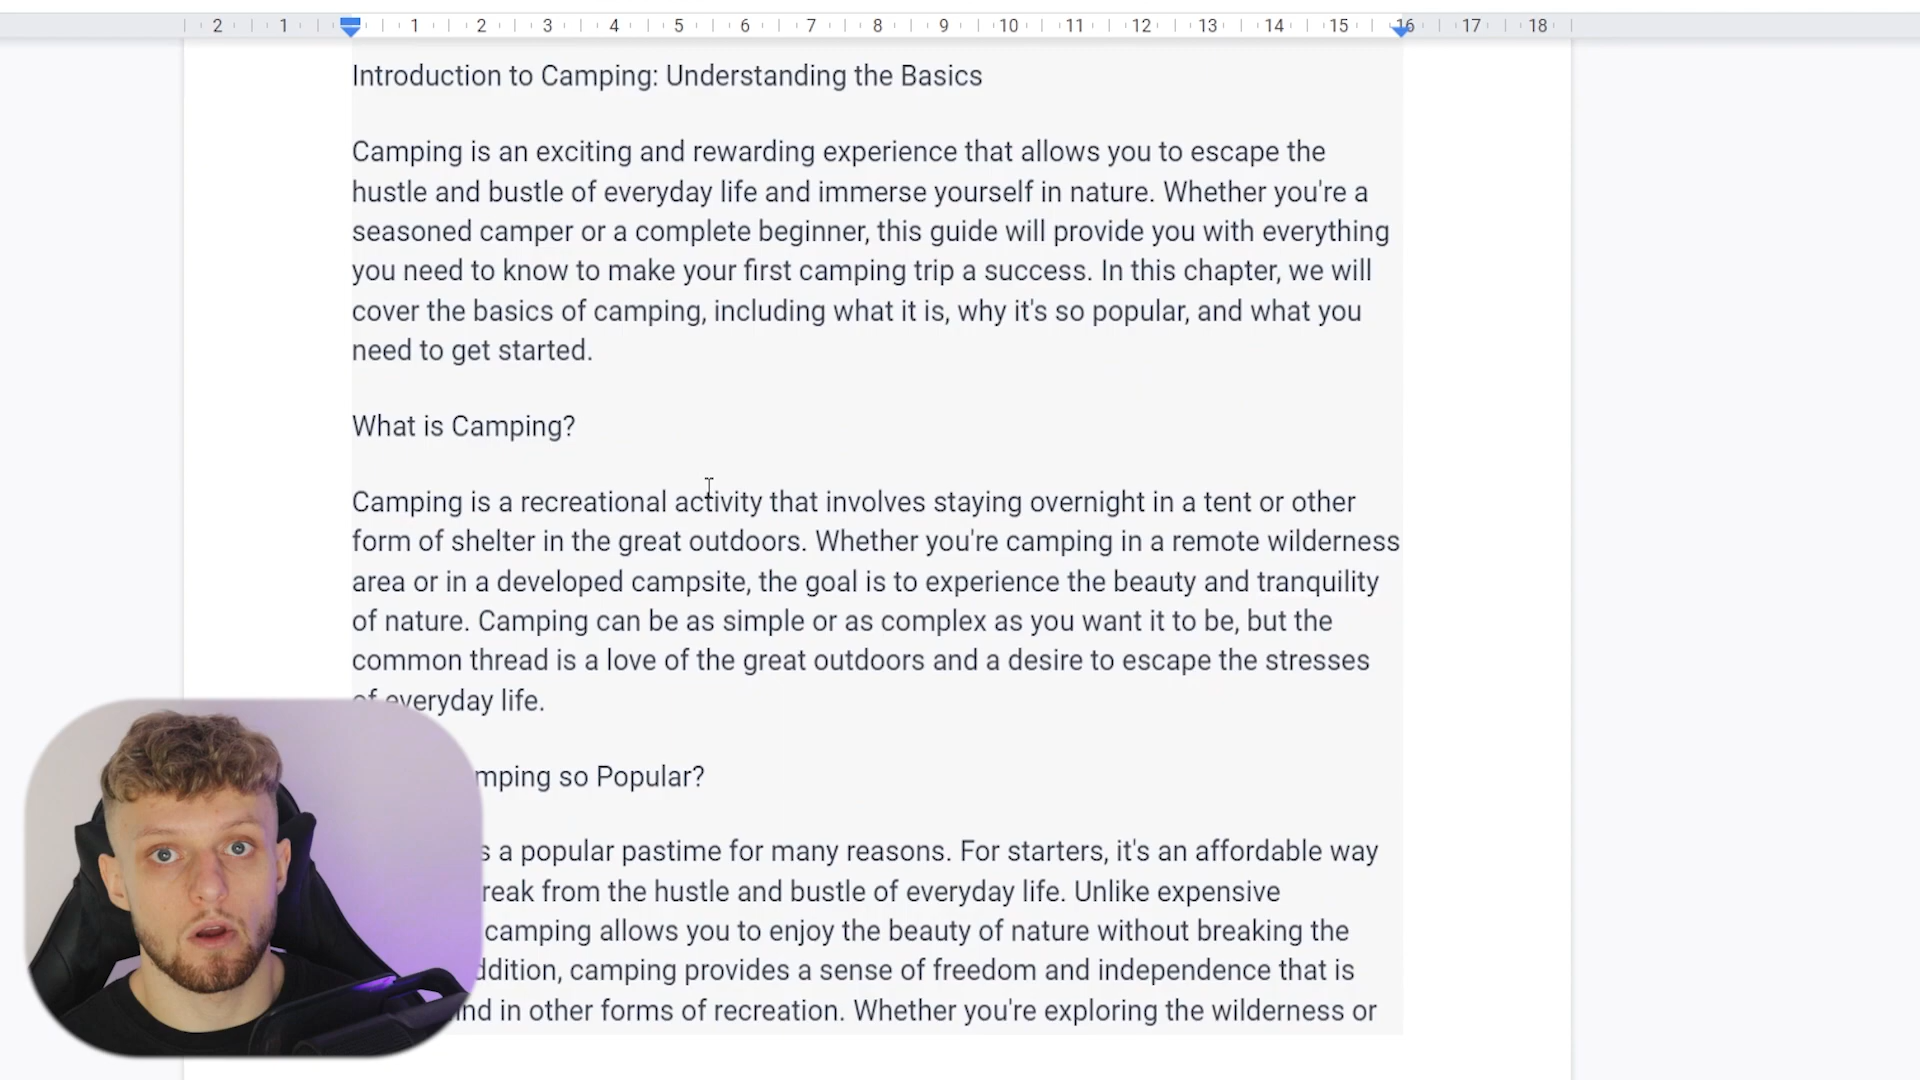 2 1 1 2 3 4 5 6 7 8 9 10 11 12 13 14 15 16 17 18
Introduction to Camping: Understanding the Basics
Camping is an exciting and rewarding experience that allows you to escape the
hustle and bustle of everyday life and immerse yourself in nature. Whether you're a
seasoned camper or a complete beginner, this guide will provide you with everything
you need to know to make your first camping trip a success. In this chapter, we will
cover the basics of camping, including what it is, why it's so popular, and what you
need to get started.
What is Camping?
Camping is a recreational activity that involves staying overnight in a tent or other
form of shelter in the great outdoors. Whether you're camping in a remote wilderness
area or in a developed campsite, the goal is to experience the beauty and tranquility
of nature. Camping can be as simple or as complex as you want it to be, but the
common thread is a love of the great outdoors and a desire to escape the stresses
of everyday life.
mping so Popular?
s a popular pastime for many reasons. For starters, it's an affordable way
reak from the hustle and bustle of everyday life. Unlike expensive
camping allows you to enjoy the beauty of nature without breaking the
ddition, camping provides a sense of freedom and independence that is
nd in other forms of recreation. Whether you're exploring the wilderness or